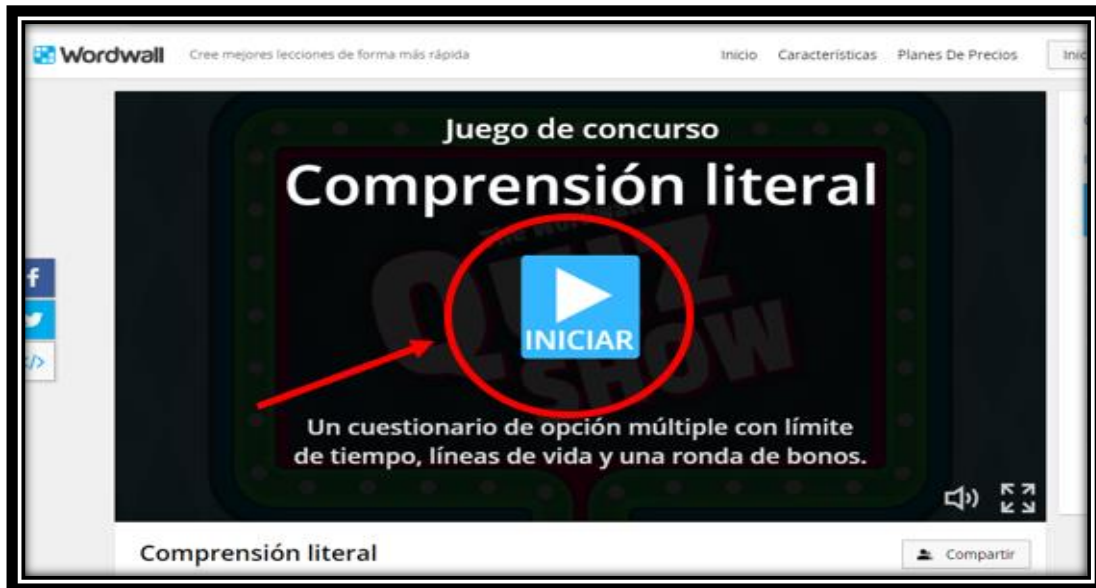 Wordwall Cree mejores lecciones de forma más rápida Inicio Características Planes De Precios
Juego de concurso
Comprensión literal
QUIZ
SHOW
INICIAR
Un cuestionario de opción múltiple con límite
de tiempo, líneas de vida y una ronda de bonos.
f
</>
Comprensión literal
Compartir